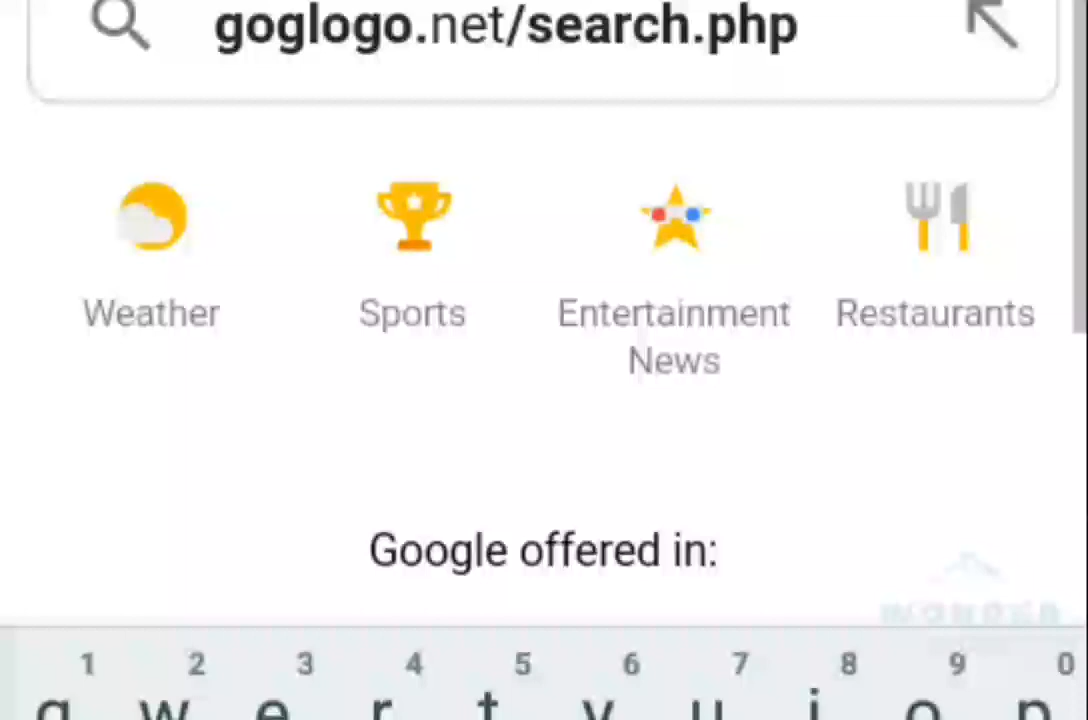 goglogo.net/search.php
Weather Sports Entertainment Restaurants
News
Google offered in:
1 2 3 4 5 6 7 8 9 0
q w e r t y u i o p